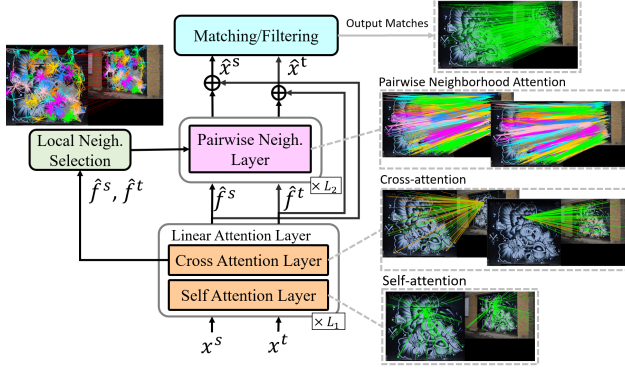 Matching/Filtering
Output Matches
x̂ˢ
x̂ᵗ
Pairwise Neighborhood Attention
Local Neigh.
Selection
Pairwise Neigh.
Layer
× L₂
f̂ˢ, f̂ᵗ
f̂ˢ
f̂ᵗ
Cross-attention
Linear Attention Layer
Cross Attention Layer
Self Attention Layer
× L₁
Self-attention
xˢ
xᵗ